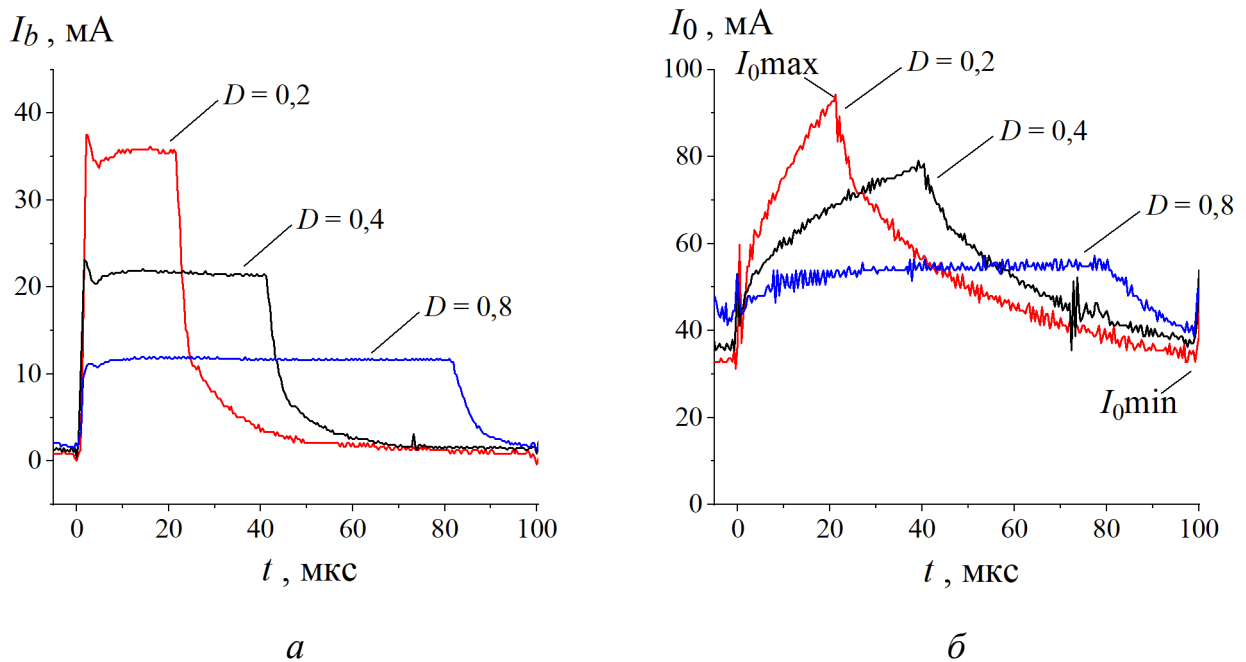 I_b , мА
40
30
20
10
0
D = 0,2
D = 0,4
D = 0,8
0 20 40 60 80 100
t , мкс
а
I_0 , мА
100
80
60
40
20
0
I_0max
D = 0,2
D = 0,4
D = 0,8
I_0min
0 20 40 60 80 100
t , мкс
б